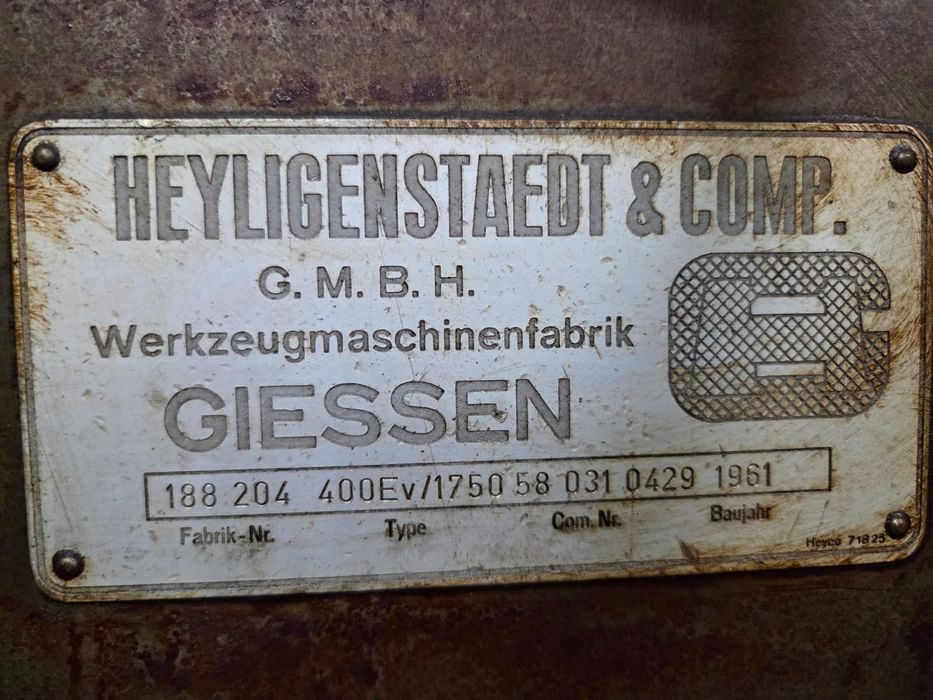 HEYLIGENSTAEDT & COMP.
G. M. B. H.
Werkzeugmaschinenfabrik
GIESSEN
188 204 400Ev/1750 58 031 0429 1961
Fabrik-Nr. Type Com. Nr. Baujahr
Heyco 71825